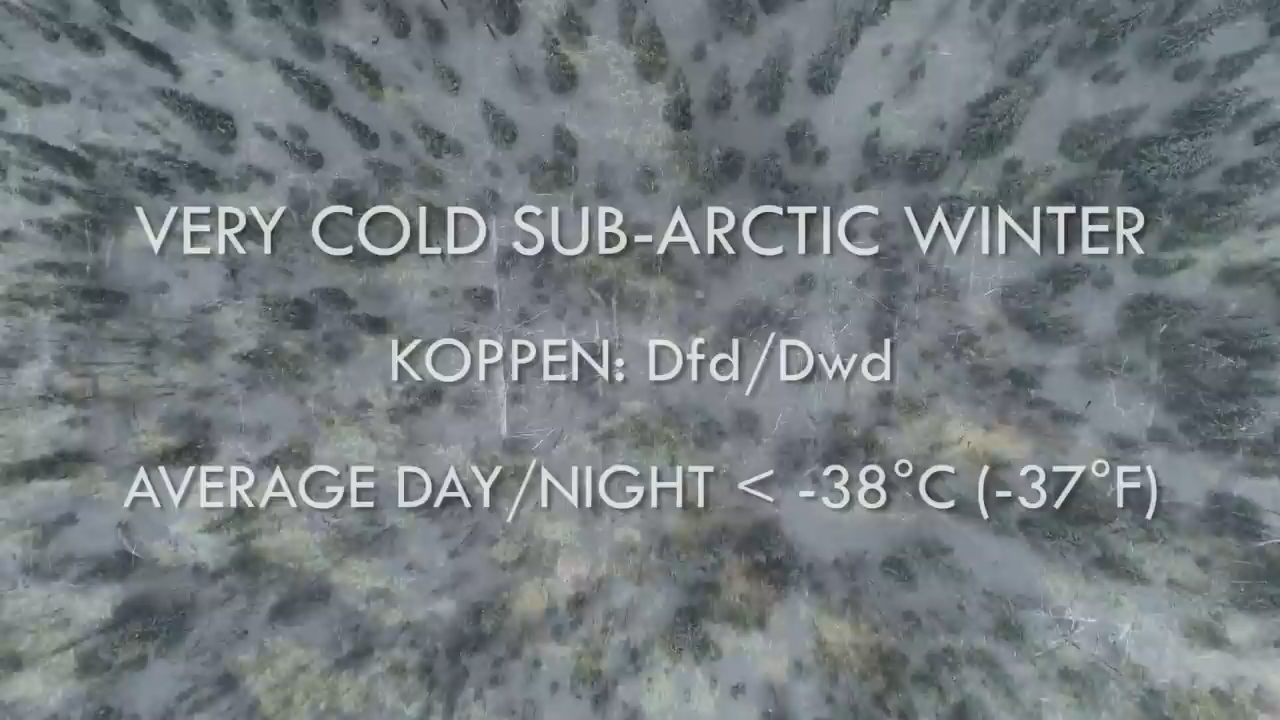 VERY COLD SUB-ARCTIC WINTER
KOPPEN: Dfd/Dwd
AVERAGE DAY/NIGHT < -38°C (-37°F)